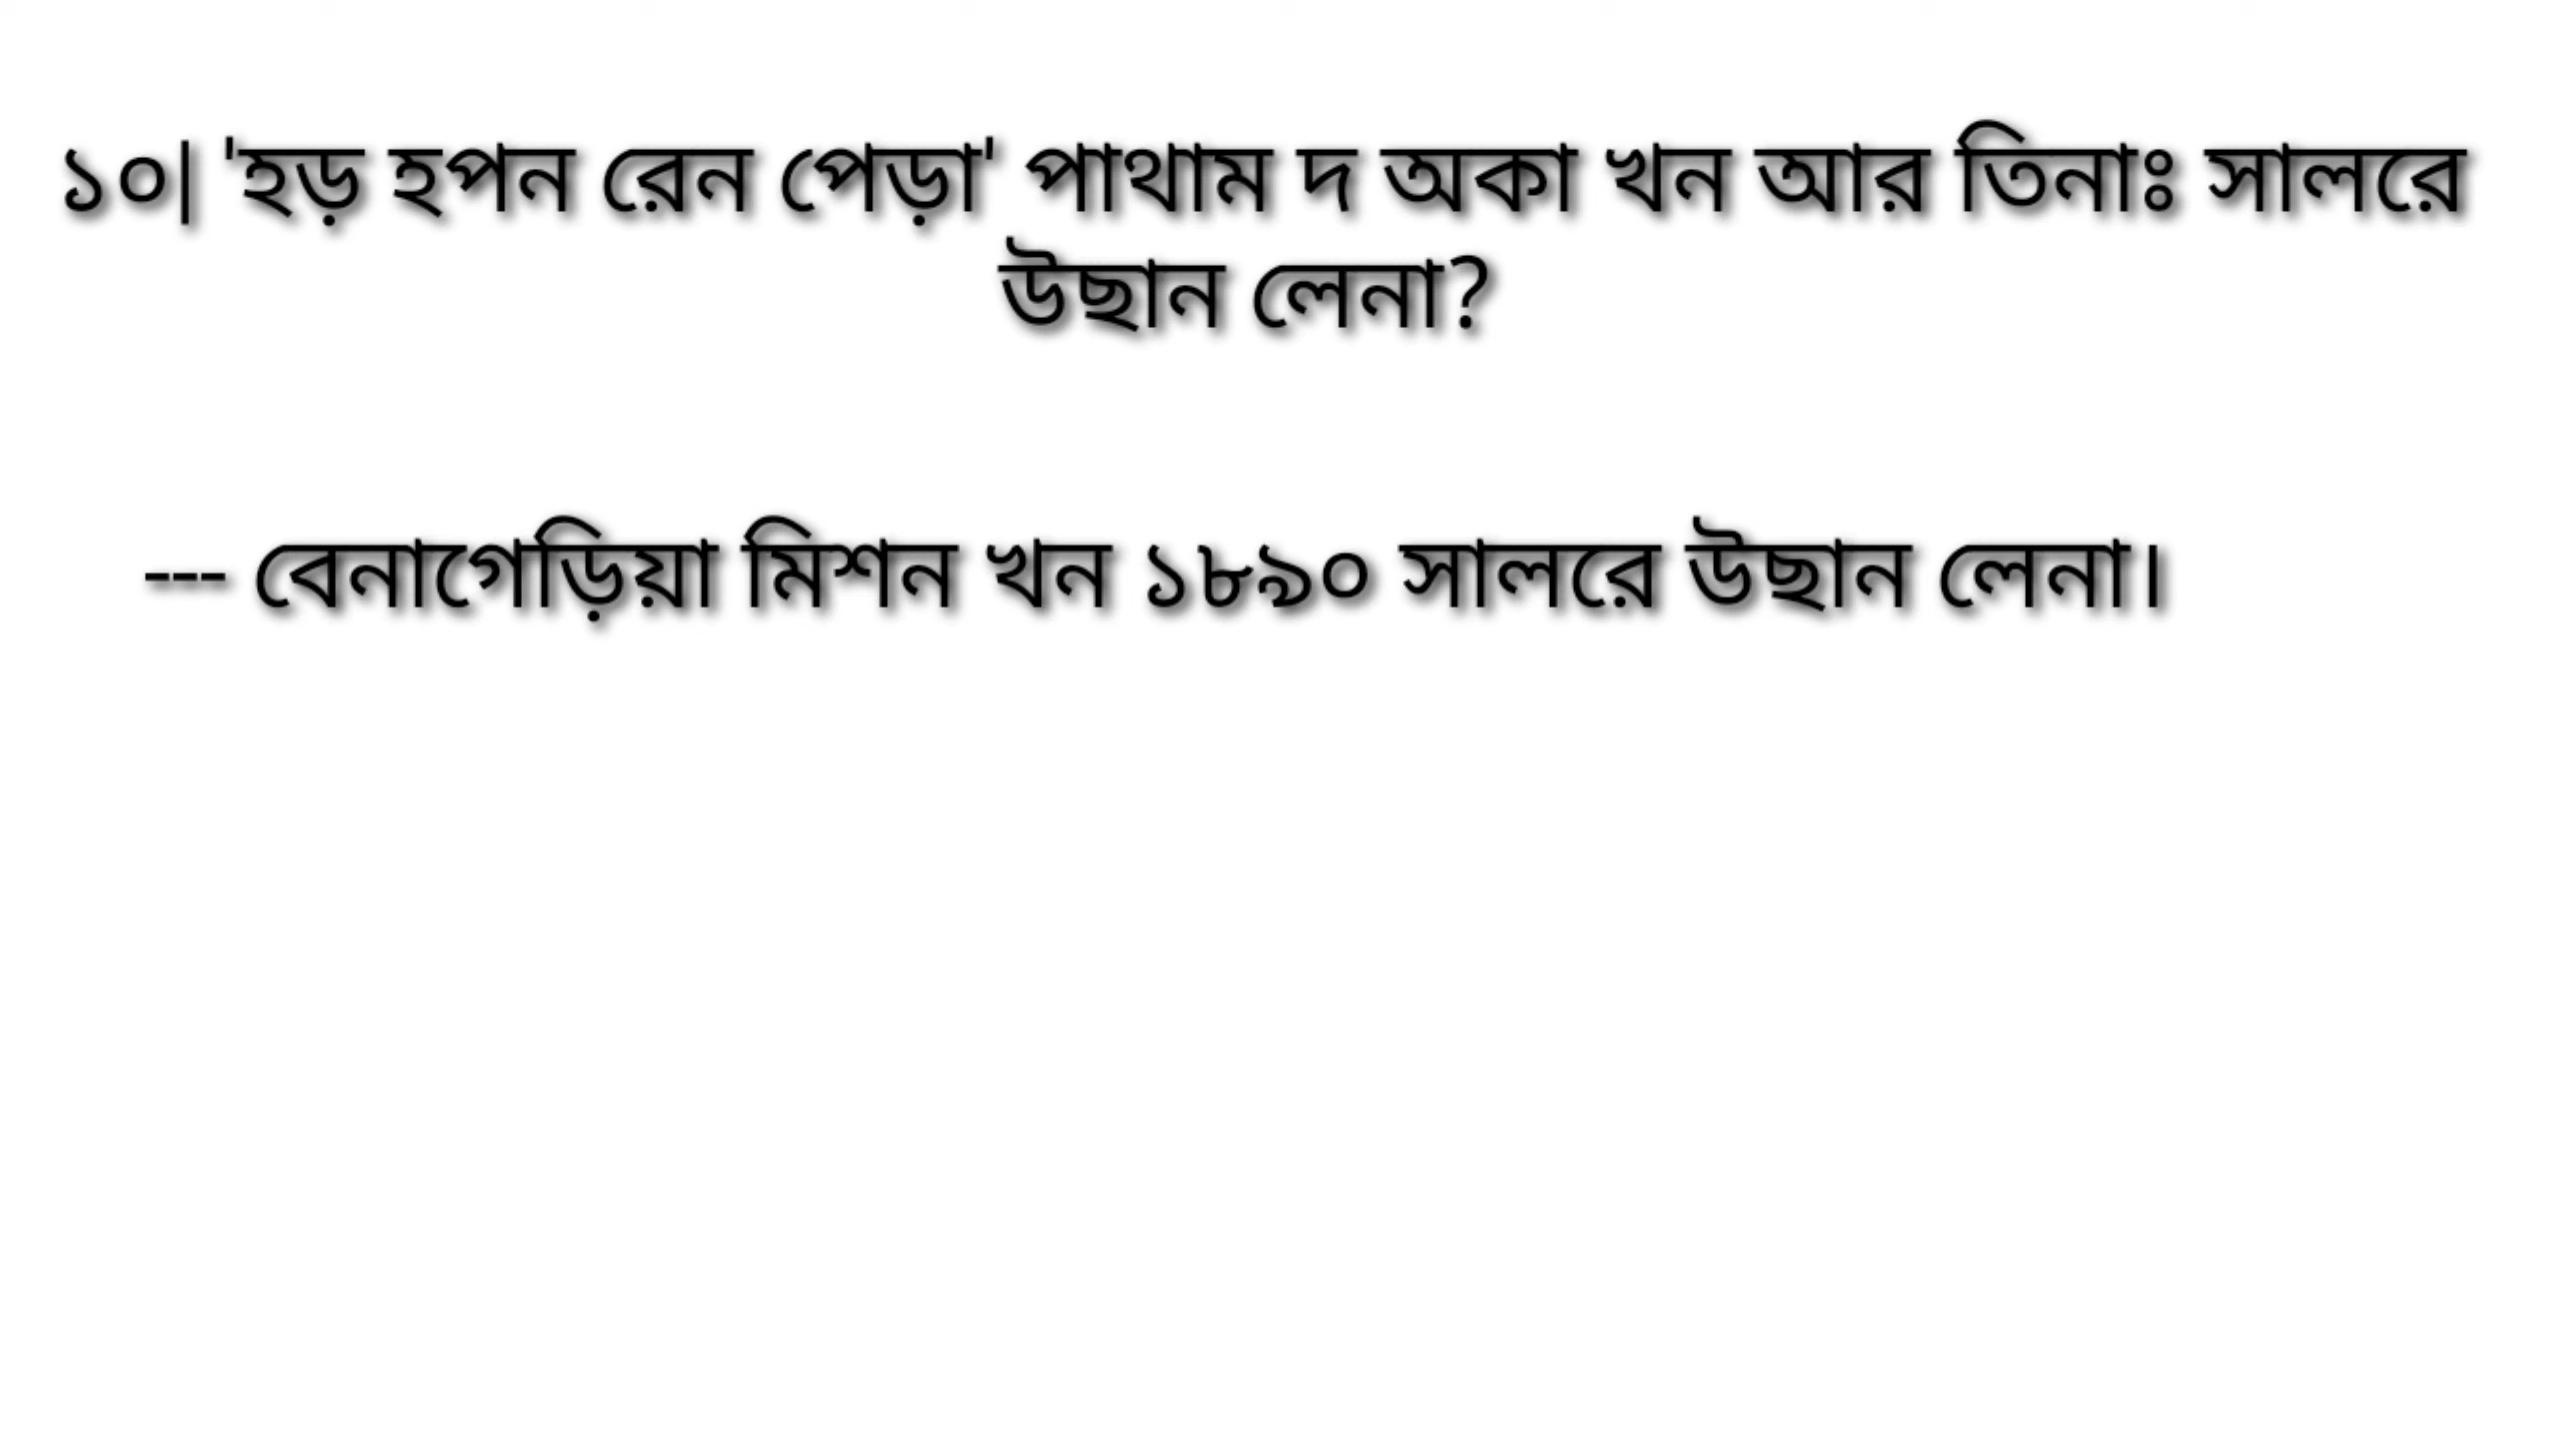 ১০| 'হড় হপন রেন পেড়া' পাথাম দ অকা খন আর তিনাঃ সালরে
উছান লেনা?
--- বেনাগেড়িয়া মিশন খন ১৮৯০ সালরে উছান লেনা।